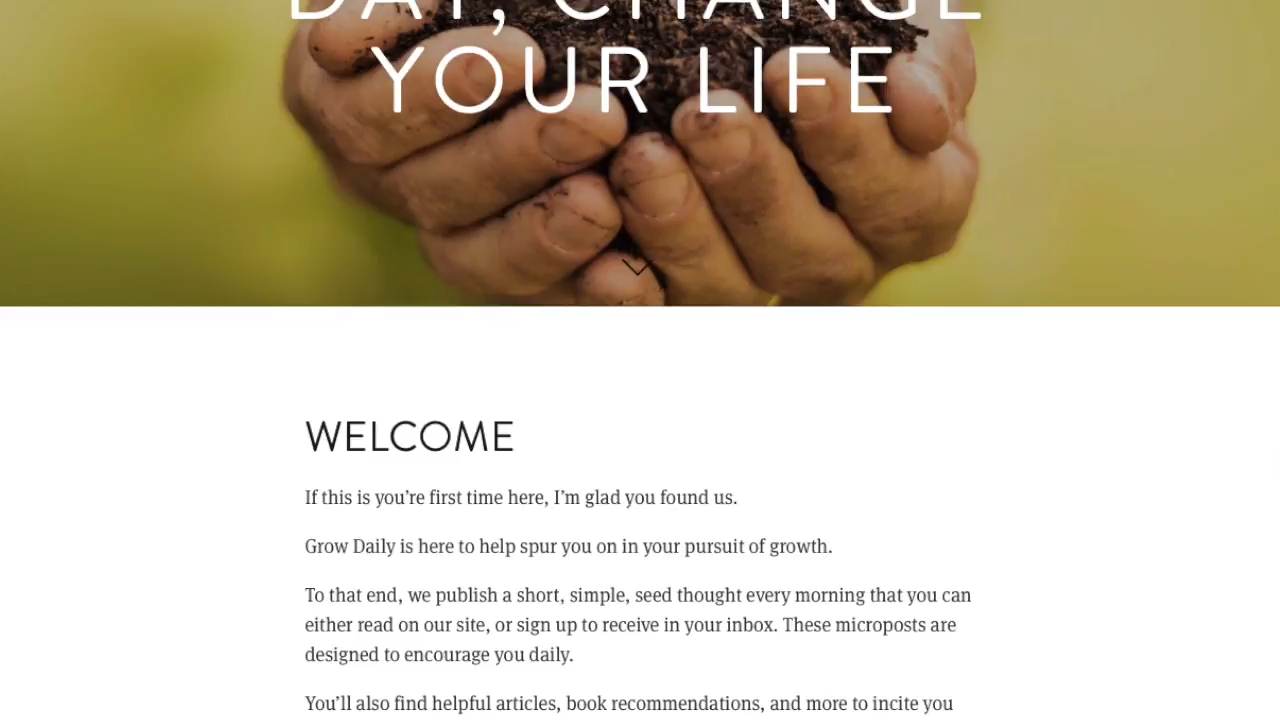 DAY, CHANGE
YOUR LIFE
WELCOME
If this is you’re first time here, I’m glad you found us.
Grow Daily is here to help spur you on in your pursuit of growth.
To that end, we publish a short, simple, seed thought every morning that you can
either read on our site, or sign up to receive in your inbox. These microposts are
designed to encourage you daily.
You’ll also find helpful articles, book recommendations, and more to incite you